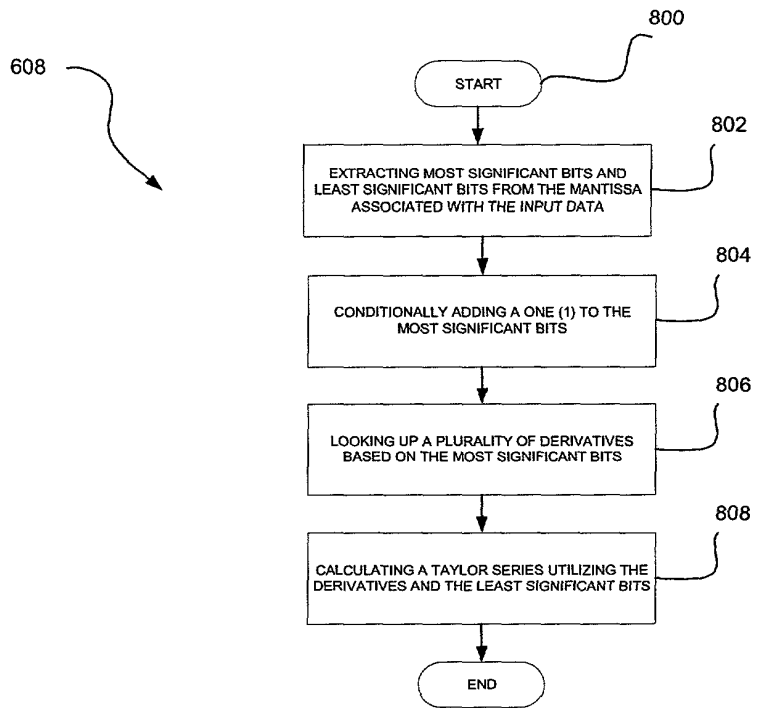 800
608
START
802
EXTRACTING MOST SIGNIFICANT BITS AND
LEAST SIGNIFICANT BITS FROM THE MANTISSA
ASSOCIATED WITH THE INPUT DATA
804
CONDITIONALLY ADDING A ONE (1) TO THE
MOST SIGNIFICANT BITS
806
LOOKING UP A PLURALITY OF DERIVATIVES
BASED ON THE MOST SIGNIFICANT BITS
808
CALCULATING A TAYLOR SERIES UTILIZING THE
DERIVATIVES AND THE LEAST SIGNIFICANT BITS
END